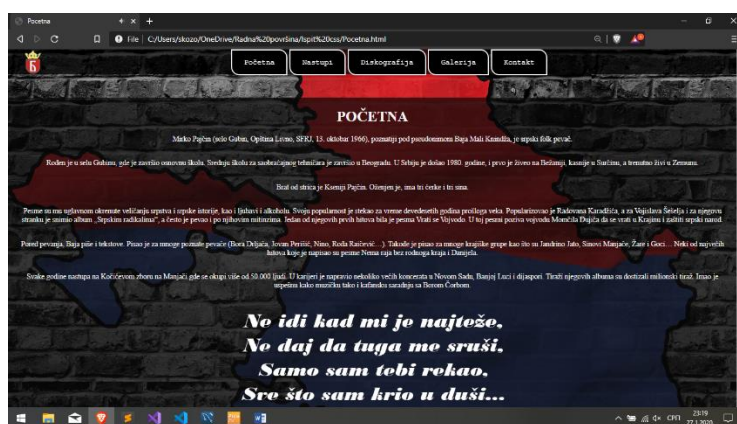 Pocetna
File | C:/Users/skozo/OneDrive/Radna%20površina/Ispit%20css/Pocetna.html
Početna Nastupi Diskografija Galerija Kontakt
POČETNA
Mirko Pajčin (selo Gubin, Opština Livno, SFRJ, 13. oktobar 1966), poznatiji pod pseudonimom Baja Mali Knindža, je srpski folk pevač.
Rođen je u selu Gubinu, gde je završio osnovnu školu. Srednju školu za saobraćajnog tehničara je završio u Beogradu. U Srbiju je došao 1980. godine, i prvo je živeo na Bežaniji, kasnije u Surčinu, a trenutno živi u Zemunu.
Brat od strica je Kseniji Pajčin. Oženjen je, ima tri ćerke i tri sina.
Pesme su mu uglavnom okrenute veličanju srpstva i srpske istorije, kao i ljubavi i alkoholu. Svoju popularnost je stekao za vreme devedesetih godina prošloga veka. Popularizovao je Radovana Karadžića, a za Vojislava Šešelja i za njegovu
stranku je snimio album „Srpskim radikalima", a često je pevao i po njihovim mitinzima. Jedan od njegovih prvih hitova bila je pesma Vrati se Vojvodo. U toj pesmi poziva vojvodu Momčila Đujića da se vrati u Krajinu i zaštiti srpski narod.
Pored pevanja, Baja piše i tekstove. Pisao je za mnoge poznate pevače (Bora Drljača, Jovan Perišić, Nino, Rođa Raičević…). Takođe je pisao za mnoge krajiške grupe kao što su Jandrino Jato, Sinovi Manjače, Žare i Goci… Neki od najvećih
hitova koje je napisao su pesme Nema raja bez rodnoga kraja i Danijela.
Svake godine nastupa na Kočićevom zboru na Manjači gde se okupi više od 50.000 ljudi. U karijeri je napravio nekoliko većih koncerata u Novom Sadu, Banjoj Luci i dijaspori. Tiraži njegovih albuma su dostizali milionski tiraž. Imao je
uspešnu kako muzičku tako i kafansku saradnju sa Borom Čorbom.
Ne idi kad mi je najteže,
Ne daj da tuga me sruši,
Samo sam tebi rekao,
Sve što sam krio u duši...
СРП
23:19
27.1.2020.